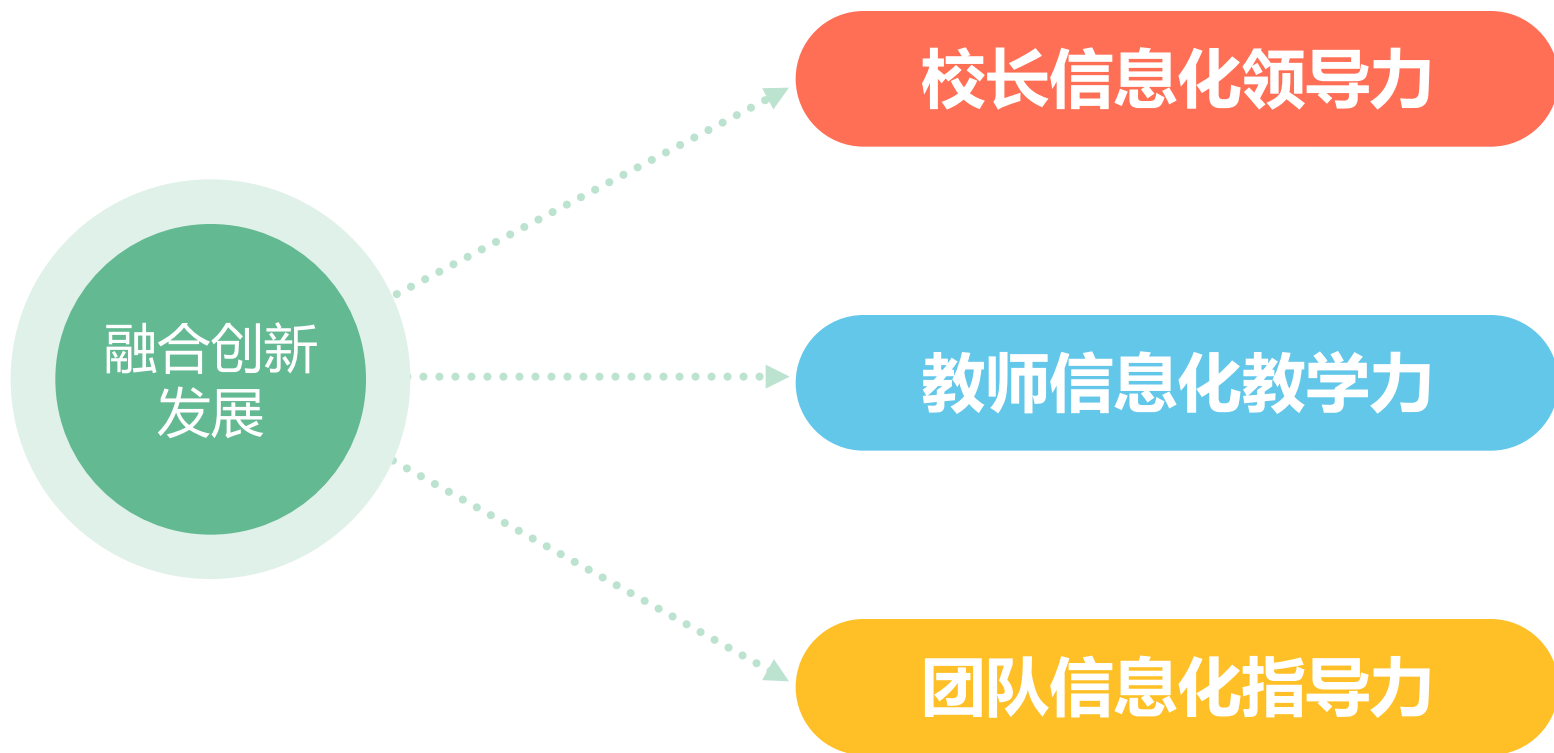 校长信息化领导力
融合创新
发展
教师信息化教学力
团队信息化指导力